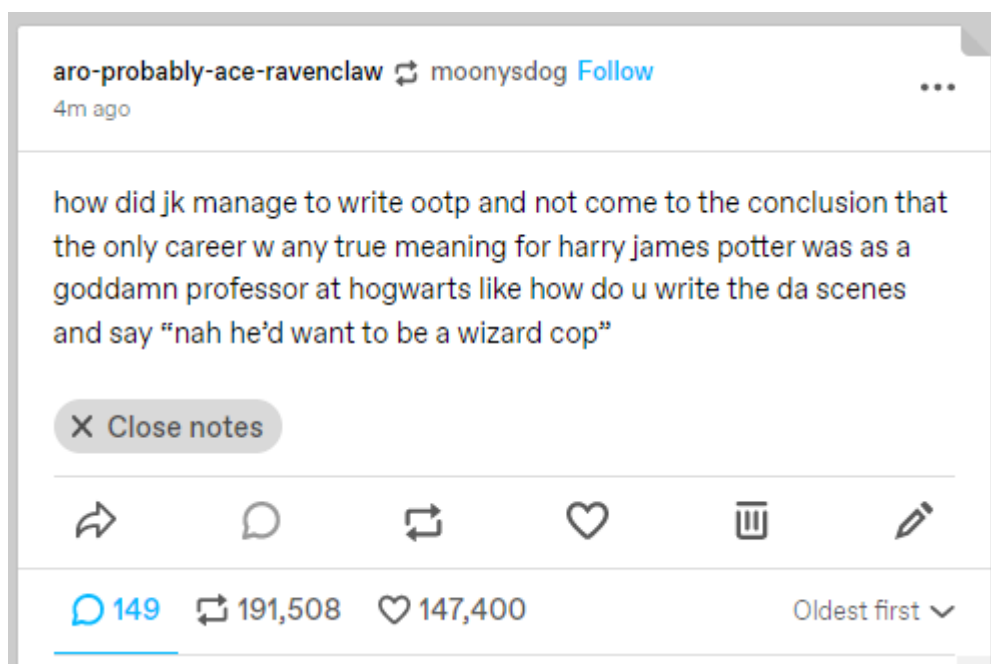 aro-probably-ace-ravenclaw moonysdog Follow
4m ago
how did jk manage to write ootp and not come to the conclusion that
the only career w any true meaning for harry james potter was as a
goddamn professor at hogwarts like how do u write the da scenes
and say “nah he’d want to be a wizard cop”
Close notes
149 191,508 147,400 Oldest first